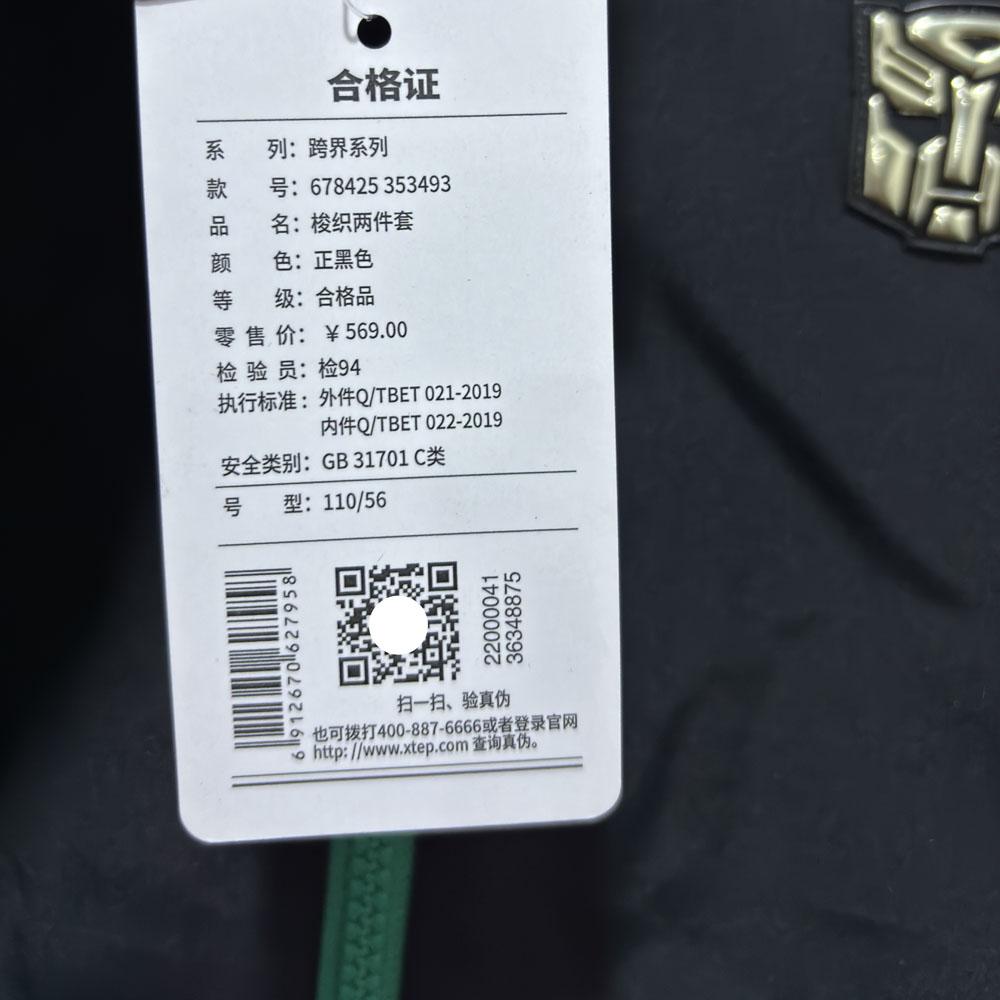 合格证
系 列：跨界系列
款 号：678425 353493
品 名：梭织两件套
颜 色：正黑色
等 级：合格品
零 售 价：￥569.00
检 验 员：检94
执行标准：外件Q/TBET 021-2019
内件Q/TBET 022-2019
安全类别：GB 31701 C类
号 型：110/56
6 912670 627958
22000041
36348875
扫一扫、验真伪
也可拨打400-887-6666或者登录官网
http://www.xtep.com 查询真伪。